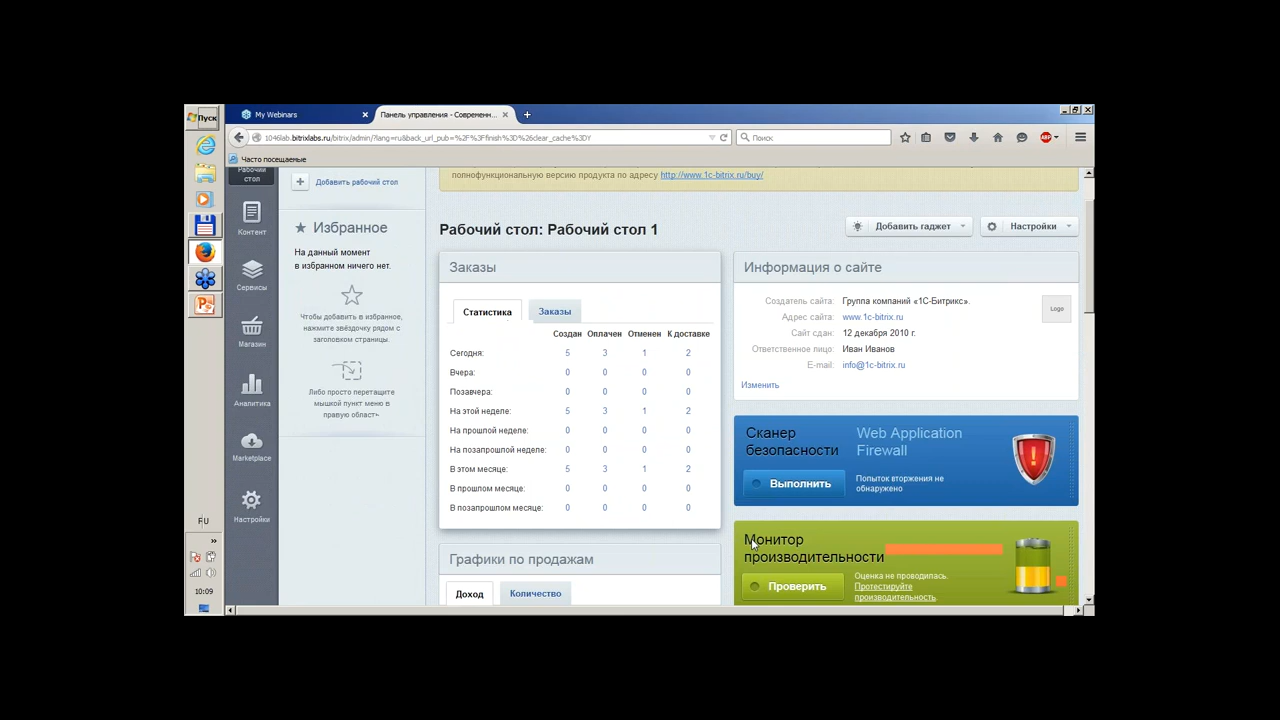 My Webinars
Панель управления - Современн...
Пуск
1046lab.bitrixlabs.ru/bitrix/admin/?lang=ru&back_url_pub=%2F%3Ffinish%3D%26clear_cache%3DY
Поиск
ABP
Часто посещаемые
Рабочий
стол
Добавить рабочий стол
полнофункциональную версию продукта по адресу http://www.1c-bitrix.ru/buy/
Контент
Избранное
Рабочий стол: Рабочий стол 1
Добавить гаджет
Настройки
На данный момент
в избранном ничего нет.
Сервисы
Чтобы добавить в избранное,
нажмите звёздочку рядом с
заголовком страницы.
Магазин
Либо просто перетащите
мышкой пункт меню в
правую область
Аналитика
Marketplace
Настройки
Заказы
Статистика
Заказы
Создан Оплачен Отменен К доставке
Сегодня: 5 3 1 2
Вчера: 0 0 0 0
Позавчера: 0 0 0 0
На этой неделе: 5 3 1 2
На прошлой неделе: 0 0 0 0
На позапрошлой неделе: 0 0 0 0
В этом месяце: 5 3 1 2
В прошлом месяце: 0 0 0 0
В позапрошлом месяце: 0 0 0 0
Графики по продажам
Доход
Количество
Информация о сайте
Создатель сайта: Группа компаний «1С-Битрикс».
Logo
Адрес сайта: www.1c-bitrix.ru
Сайт сдан: 12 декабря 2010 г.
Ответственное лицо: Иван Иванов
E-mail: info@1c-bitrix.ru
Изменить
Сканер
безопасности
Web Application
Firewall
Выполнить
Попыток вторжения не
обнаружено
Монитор
производительности
Проверить
Оценка не проводилась.
Протестируйте
производительность.
RU
10:09